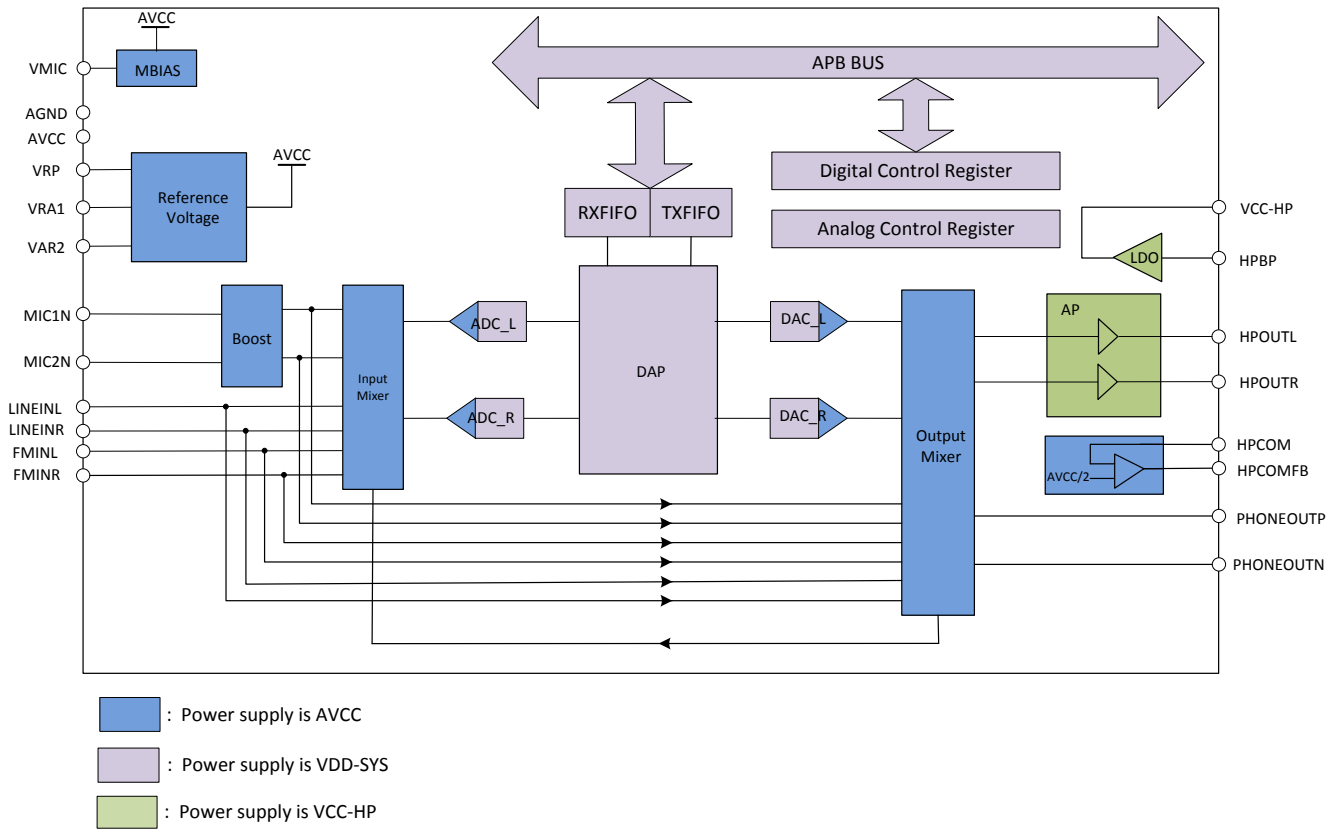 AVCC
VMIC
MBIAS
APB BUS
AGND
AVCC
VRP
VRA1
VAR2
Reference
Voltage
AVCC
RXFIFO
TXFIFO
Digital Control Register
Analog Control Register
VCC-HP
LDO
HPBP
MIC1N
MIC2N
Boost
LINEINL
LINEINR
FMINL
FMINR
Input
Mixer
ADC_L
ADC_R
DAP
DAC_L
DAC_R
Output
Mixer
AP
HPOUTL
HPOUTR
HPCOM
AVCC/2
HPCOMFB
PHONEOUTP
PHONEOUTN
: Power supply is AVCC
: Power supply is VDD-SYS
: Power supply is VCC-HP